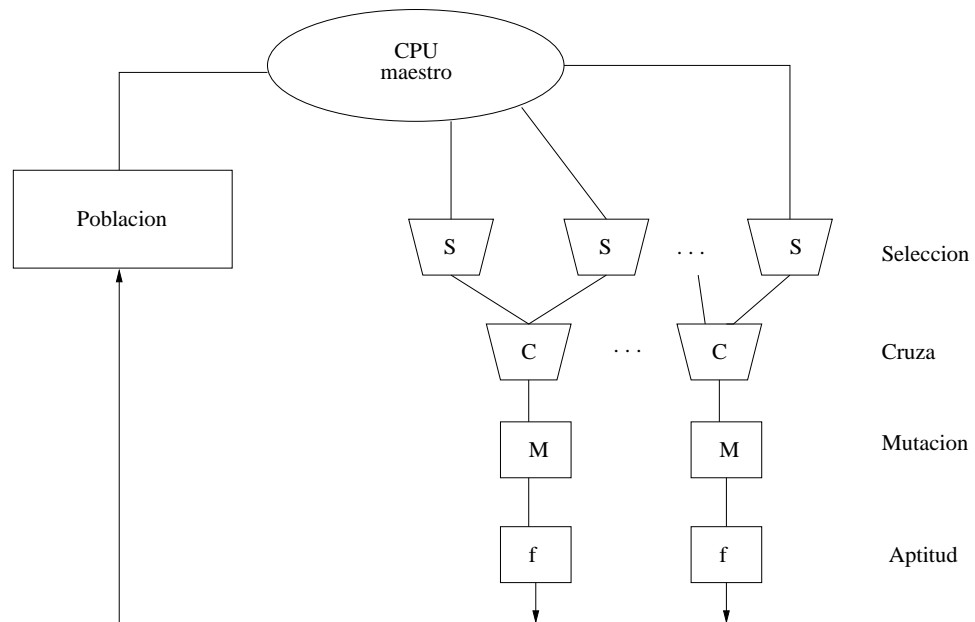 CPU
maestro
Poblacion
S S . . . S Seleccion
C . . . C Cruza
M M Mutacion
f f Aptitud